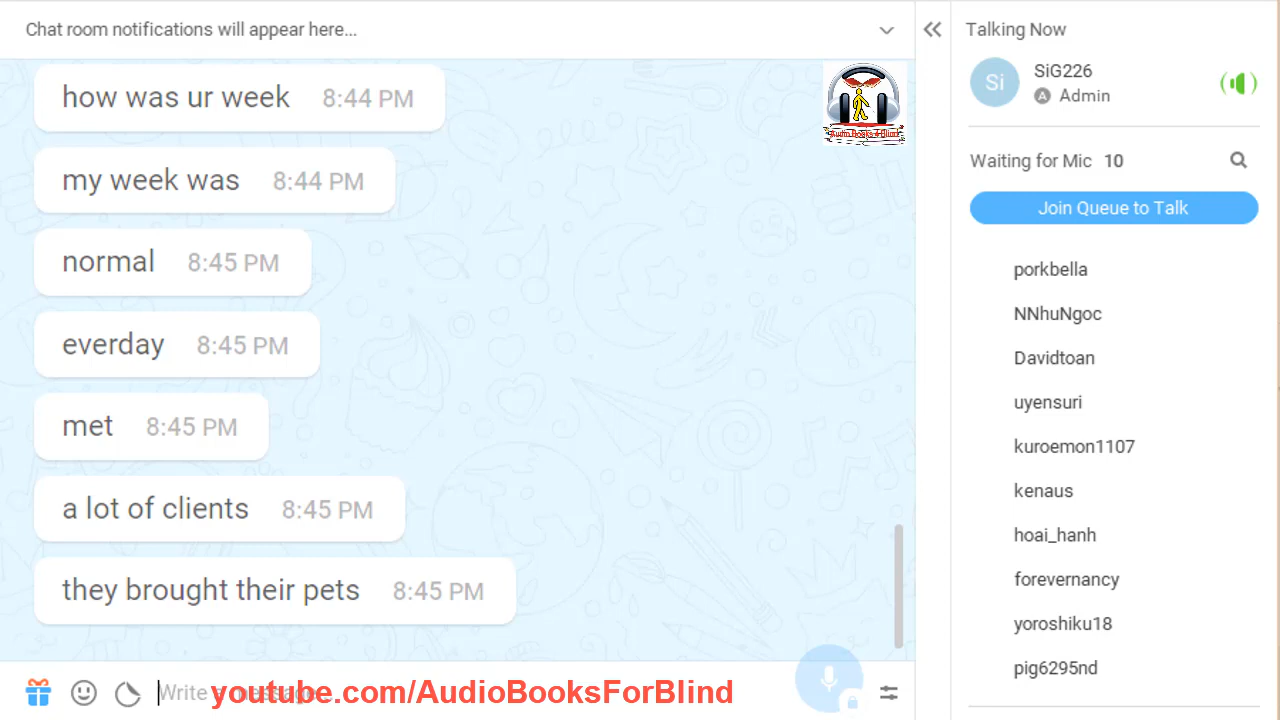 Chat room notifications will appear here...
how was ur week 8:44 PM
my week was 8:44 PM
normal 8:45 PM
everday 8:45 PM
met 8:45 PM
a lot of clients 8:45 PM
they brought their pets 8:45 PM
Write a message...
youtube.com/AudioBooksForBlind
Talking Now
Si
SiG226
A Admin
Waiting for Mic 10
Join Queue to Talk
porkbella
NNhuNgoc
Davidtoan
uyensuri
kuroemon1107
kenaus
hoai_hanh
forevernancy
yoroshiku18
pig6295nd